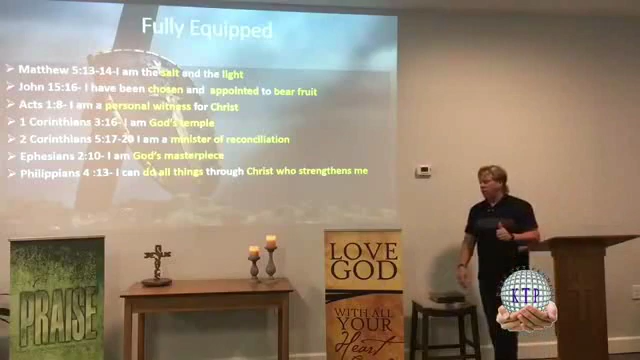 Fully Equipped
➢ Matthew 5:13-14-I am the salt and the light
➢ John 15:16- I have been chosen and appointed to bear fruit
➢ Acts 1:8- I am a personal witness for Christ
➢ 1 Corinthians 3:16- I am God's temple
➢ 2 Corinthians 5:17-20 I am a minister of reconciliation
➢ Ephesians 2:10- I am God's masterpiece
➢ Philippians 4 :13- I can do all things through Christ who strengthens me
PRAISE
LOVE
GOD
WITH ALL
YOUR
Heart
KTF